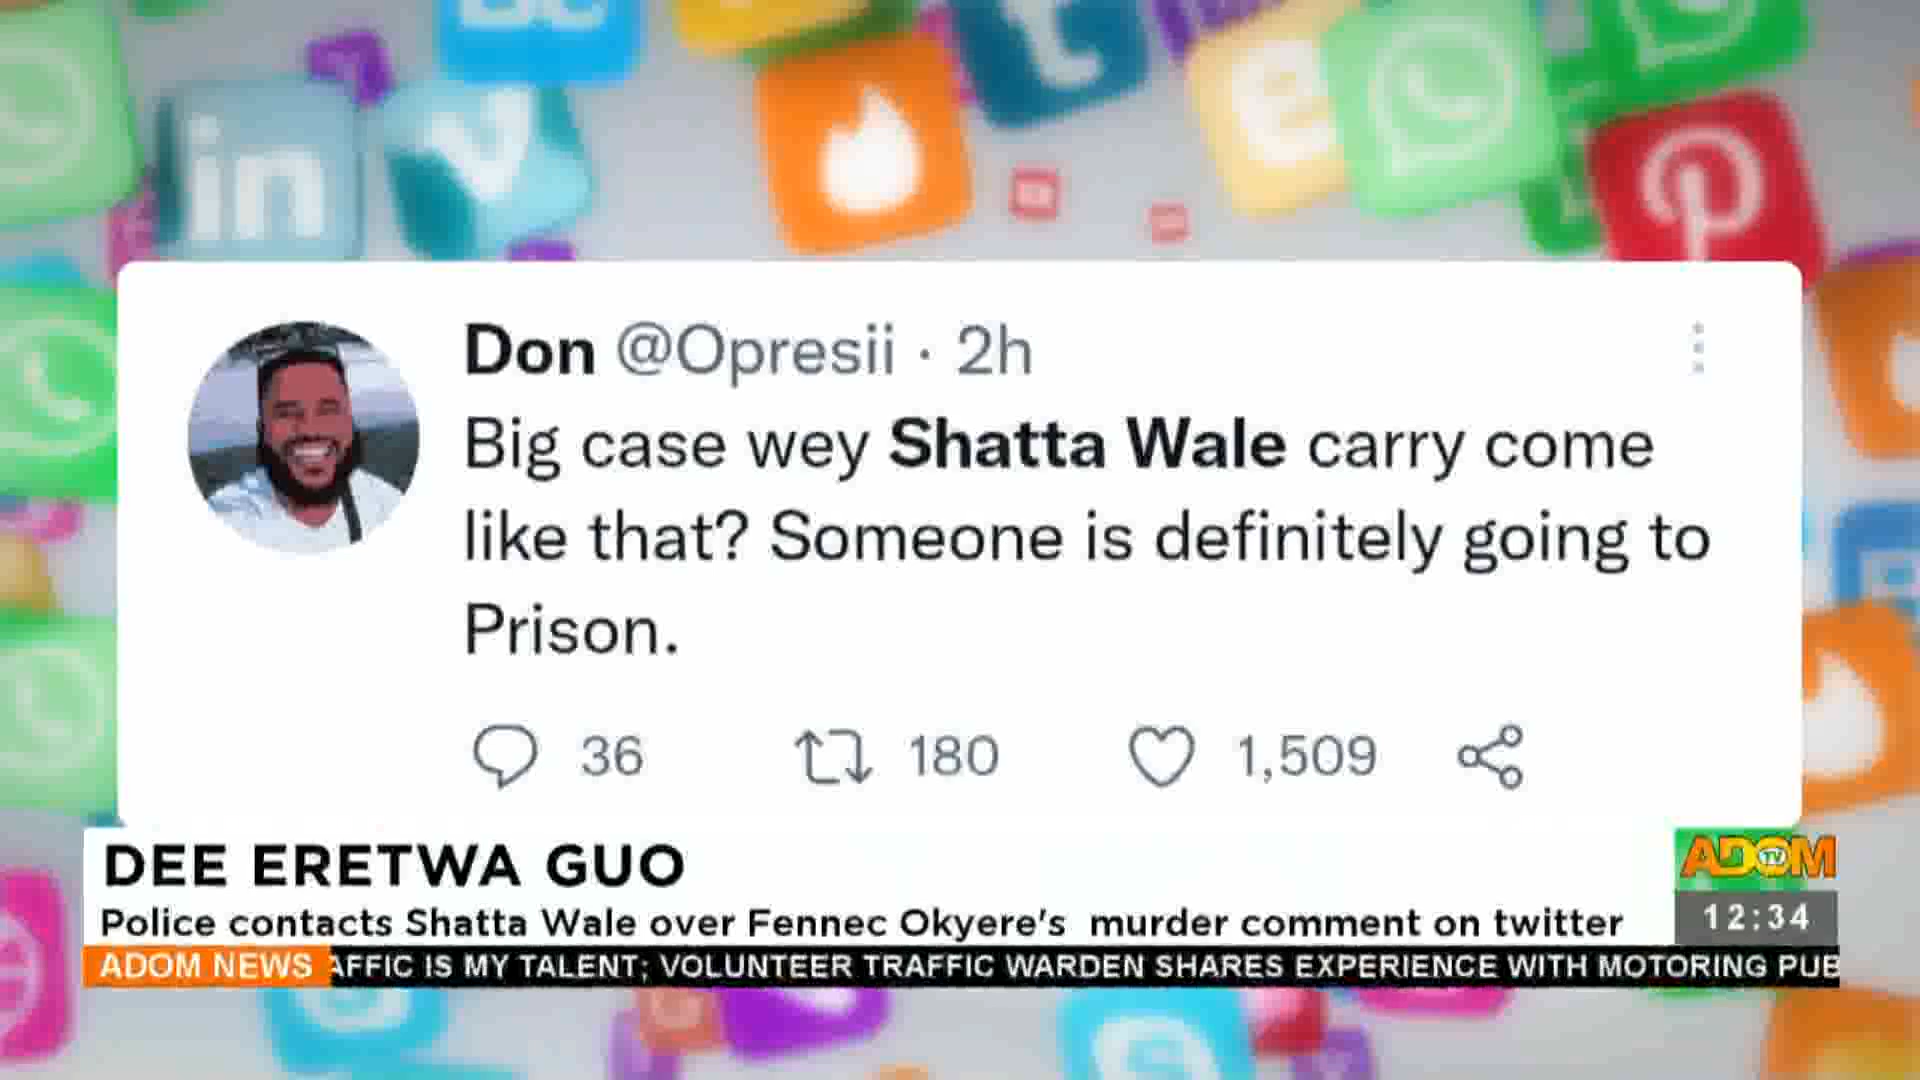 in
Don @Opresii · 2h
Big case wey Shatta Wale carry come
like that? Someone is definitely going to
Prison.
36 180 1,509
DEE ERETWA GUO
Police contacts Shatta Wale over Fennec Okyere's murder comment on twitter
ADOM TV
12:34
ADOM NEWS AFFIC IS MY TALENT; VOLUNTEER TRAFFIC WARDEN SHARES EXPERIENCE WITH MOTORING PUB